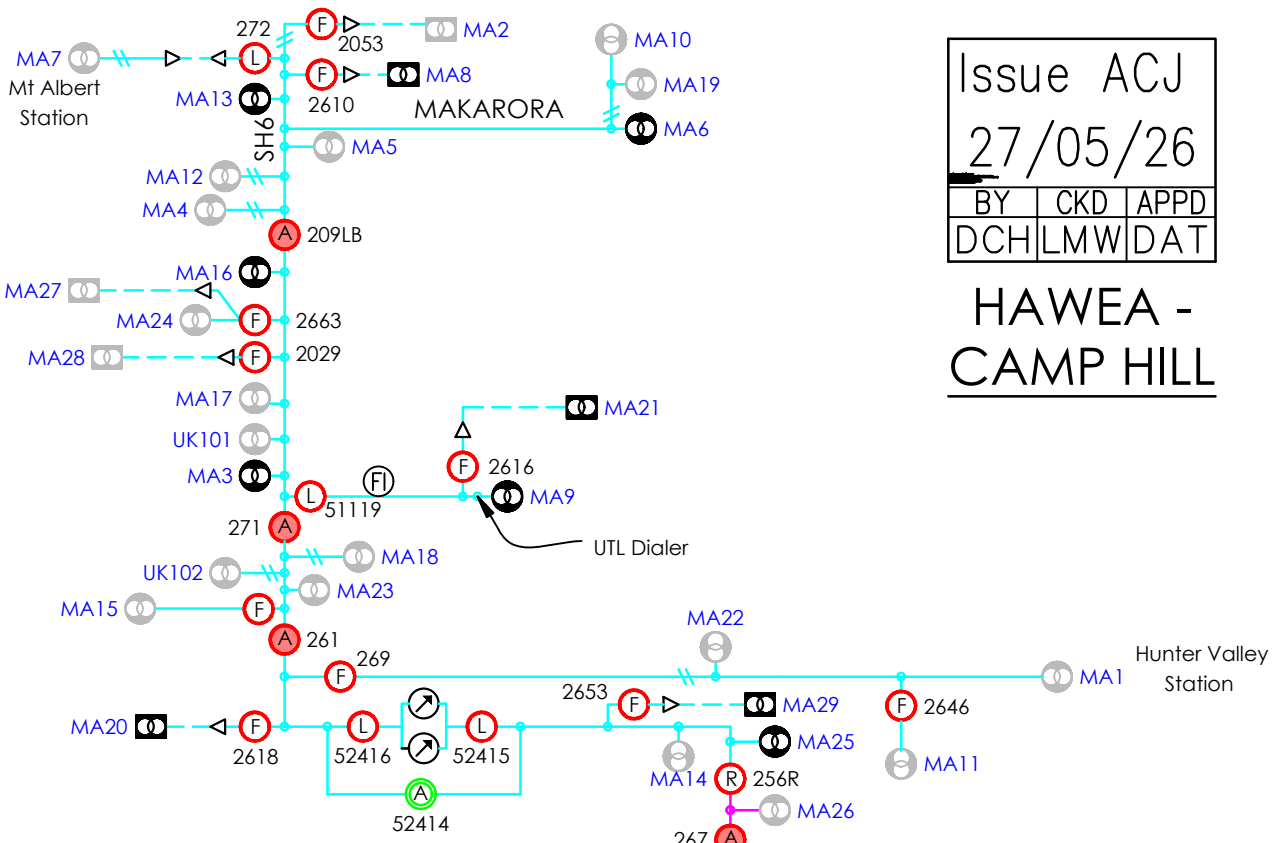 272
F
2053
MA2
MA10
MA7
L
Mt Albert
Station
F
2610
MA8
MA19
MA13
MAKARORA
MA6
SH6
MA5
MA12
MA4
A
209LB
MA16
MA27
MA24
F
2663
MA28
F
2029
MA17
UK101
MA3
MA21
F
2616
FI
L
51119
MA9
271
A
UTL Dialer
MA18
UK102
MA23
MA15
F
A
261
MA22
269
F
Hunter Valley
Station
MA1
2653
F
MA29
F
2646
MA20
F
2618
L
52416
L
52415
MA25
MA14
R
256R
MA11
A
52414
MA26
267
A
Issue ACJ
27/05/26
BY CKD APPD
DCH LMW DAT
HAWEA -
CAMP HILL